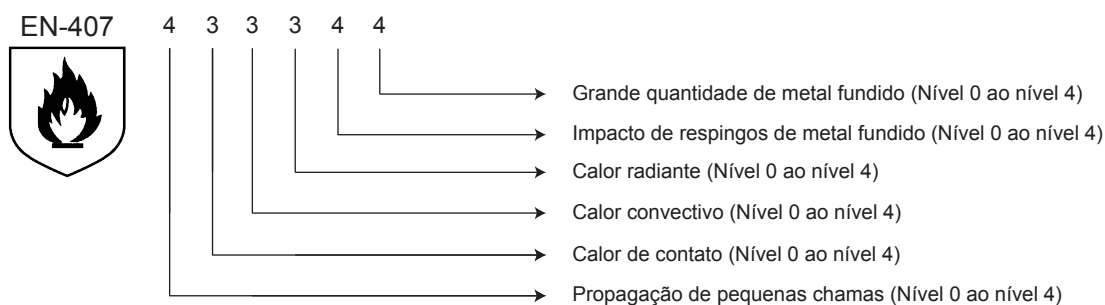 EN-407 4 3 3 3 4 4
Grande quantidade de metal fundido (Nível 0 ao nível 4)
Impacto de respingos de metal fundido (Nível 0 ao nível 4)
Calor radiante (Nível 0 ao nível 4)
Calor convectivo (Nível 0 ao nível 4)
Calor de contato (Nível 0 ao nível 4)
Propagação de pequenas chamas (Nível 0 ao nível 4)